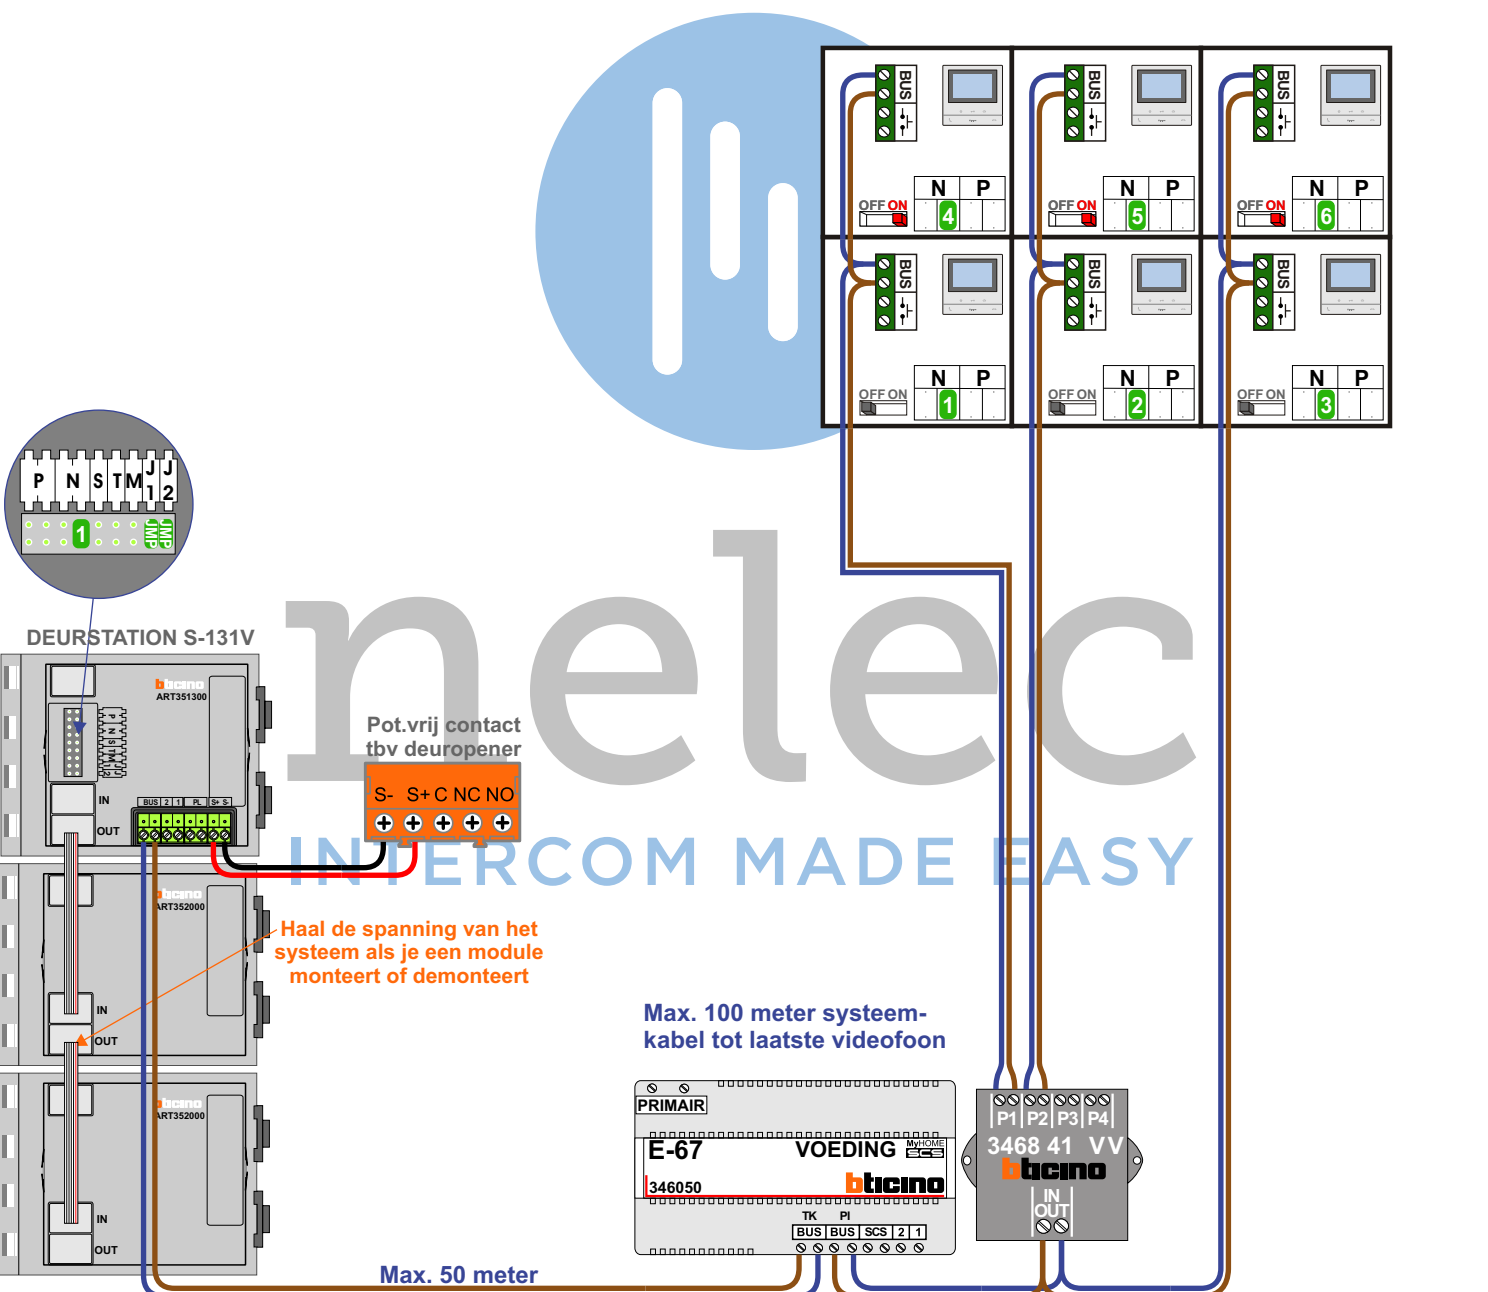 BUS
N P
OFF ON
4
BUS
N P
OFF ON
5
BUS
N P
OFF ON
6
BUS
N P
OFF ON
1
BUS
N P
OFF ON
2
BUS
N P
OFF ON
3
P N S T M J1 J2
1 JMP JMP
nelec
INTERCOM MADE EASY
DEURSTATION S-131V
bticino
ART351300
P N S T M J1 J2
IN
OUT
BUS 2 1 PL S+ S-
Pot.vrij contact
tbv deuropener
S- S+ C NC NO
bticino
ART352000
IN
OUT
Haal de spanning van het
systeem als je een module
monteert of demonteert
bticino
ART352000
IN
OUT
Max. 50 meter
Max. 100 meter systeem-
kabel tot laatste videofoon
PRIMAIR
E-67 VOEDING MyHOME SCS
346050 bticino
TK PI
BUS BUS SCS 2 1
P1 P2 P3 P4
3468 41 VV
bticino
IN
OUT